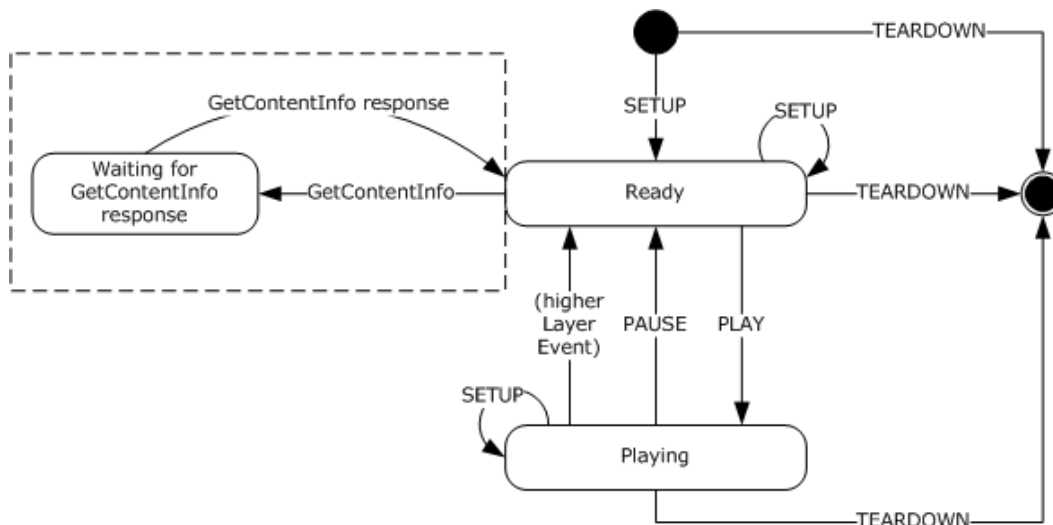 TEARDOWN
GetContentInfo response
SETUP
SETUP
Waiting for
GetContentInfo
response
GetContentInfo
Ready
TEARDOWN
(higher
Layer
Event)
PAUSE
PLAY
SETUP
Playing
TEARDOWN